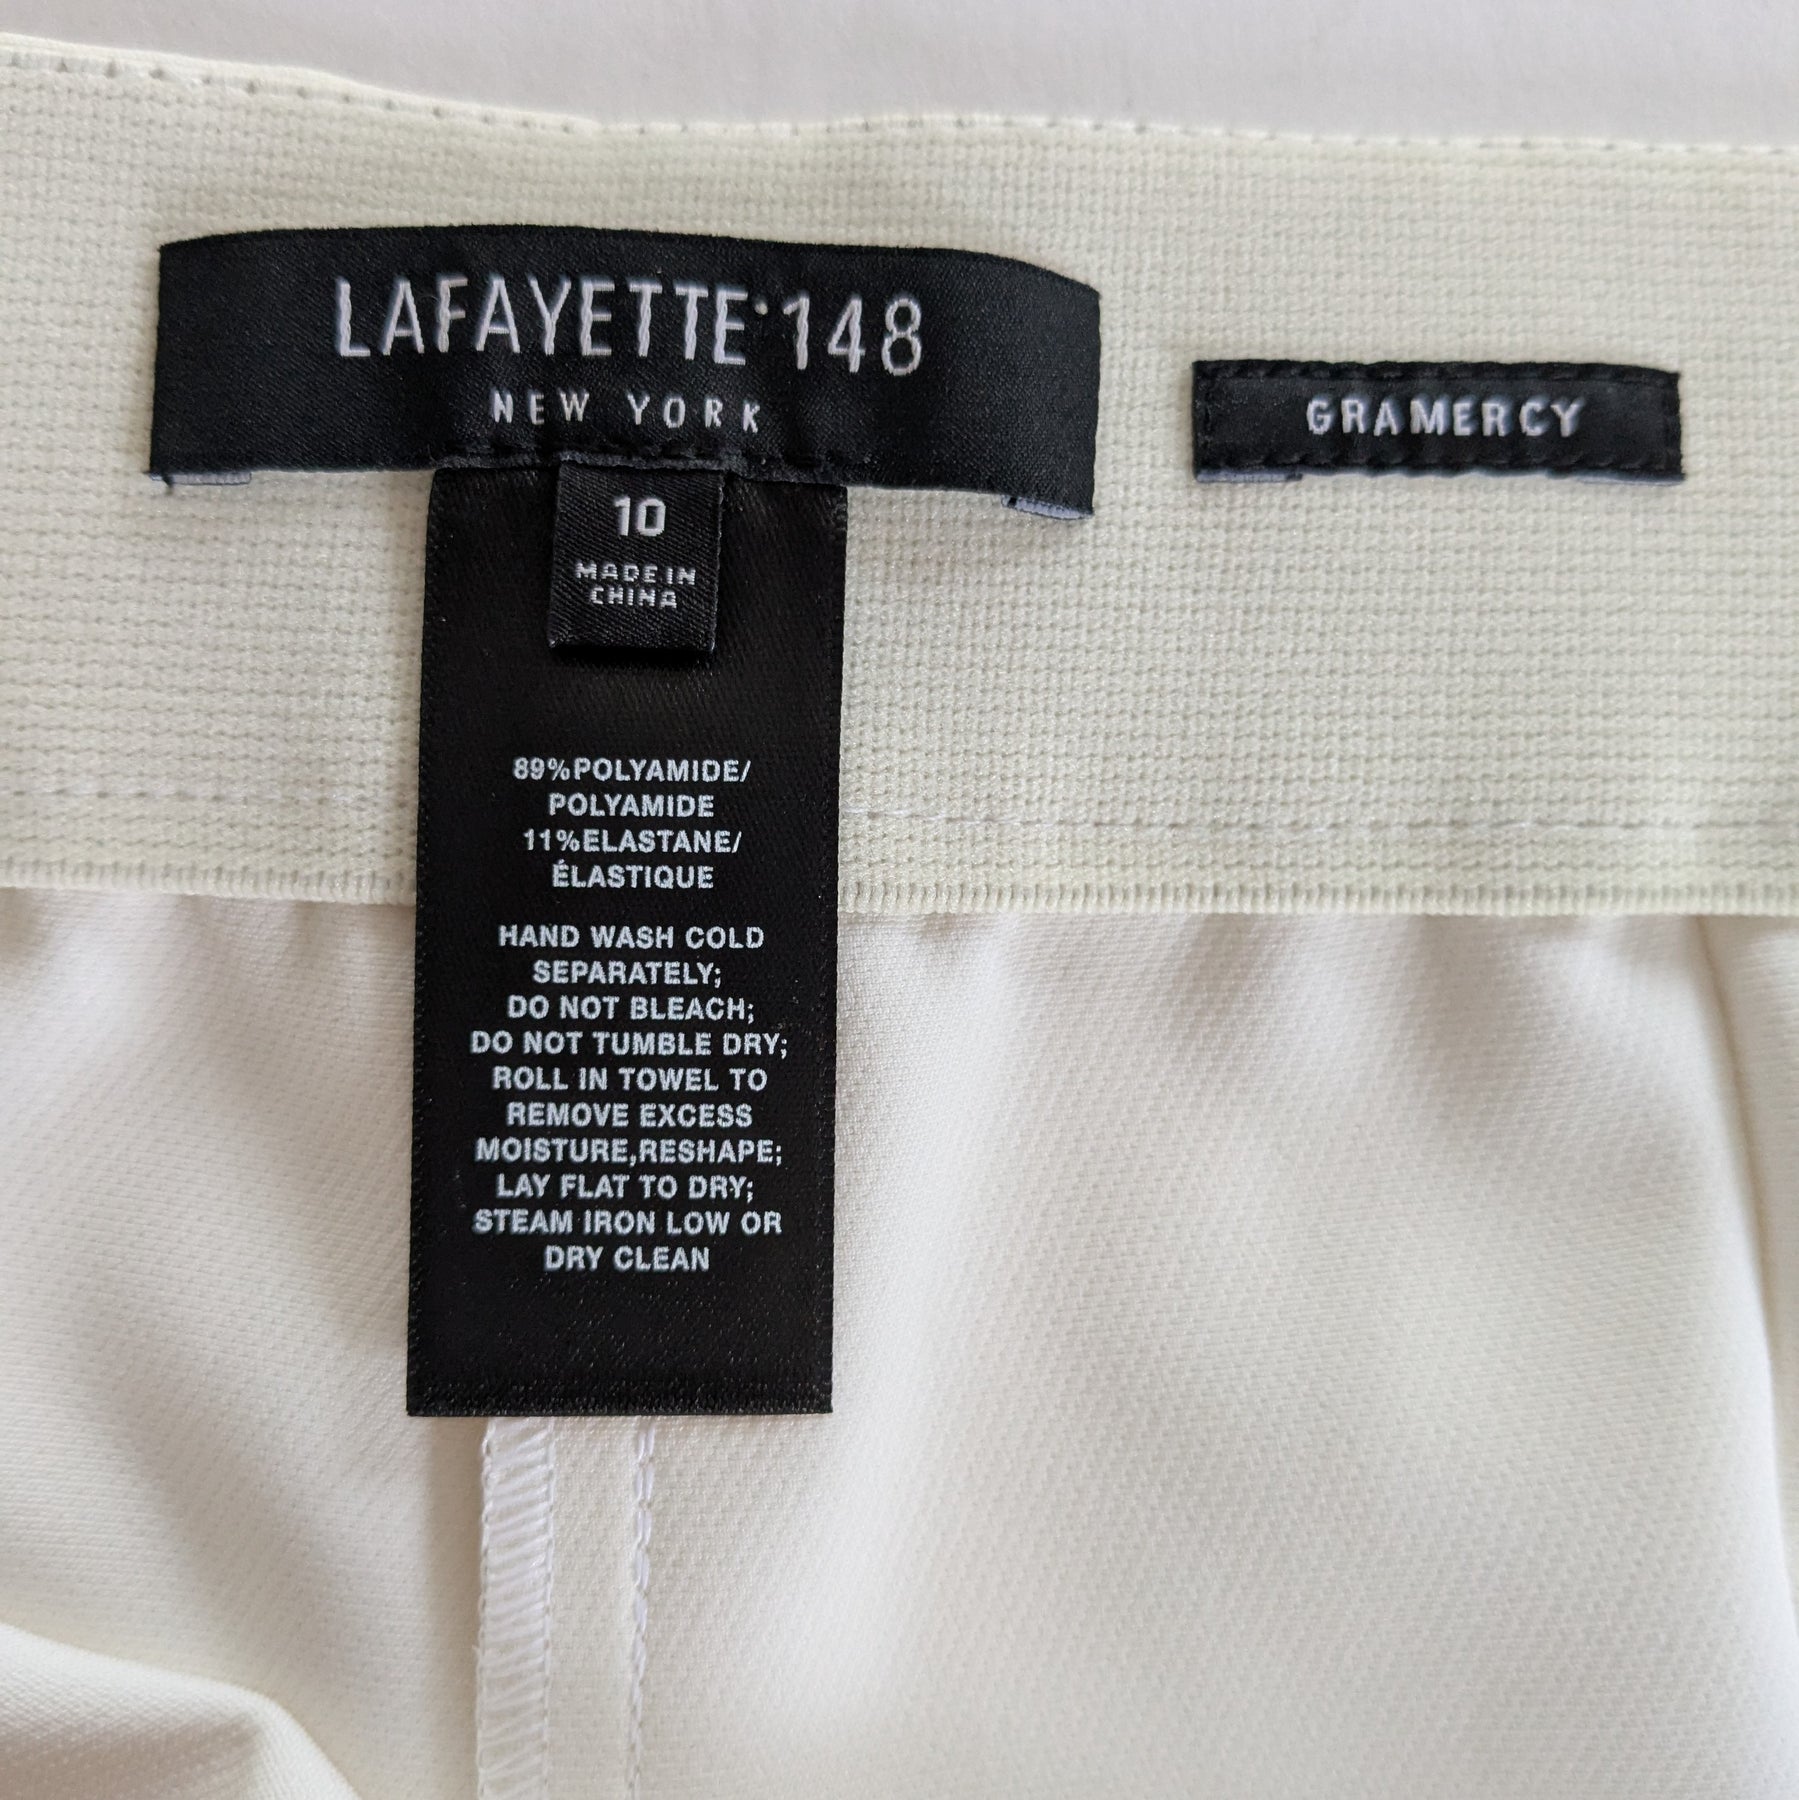 LAFAYETTE 148
NEW YORK
GRAMERCY
10
MADE IN
CHINA
89%POLYAMIDE/
POLYAMIDE
11%ELASTANE/
ÉLASTIQUE
HAND WASH COLD
SEPARATELY;
DO NOT BLEACH;
DO NOT TUMBLE DRY;
ROLL IN TOWEL TO
REMOVE EXCESS
MOISTURE,RESHAPE;
LAY FLAT TO DRY;
STEAM IRON LOW OR
DRY CLEAN